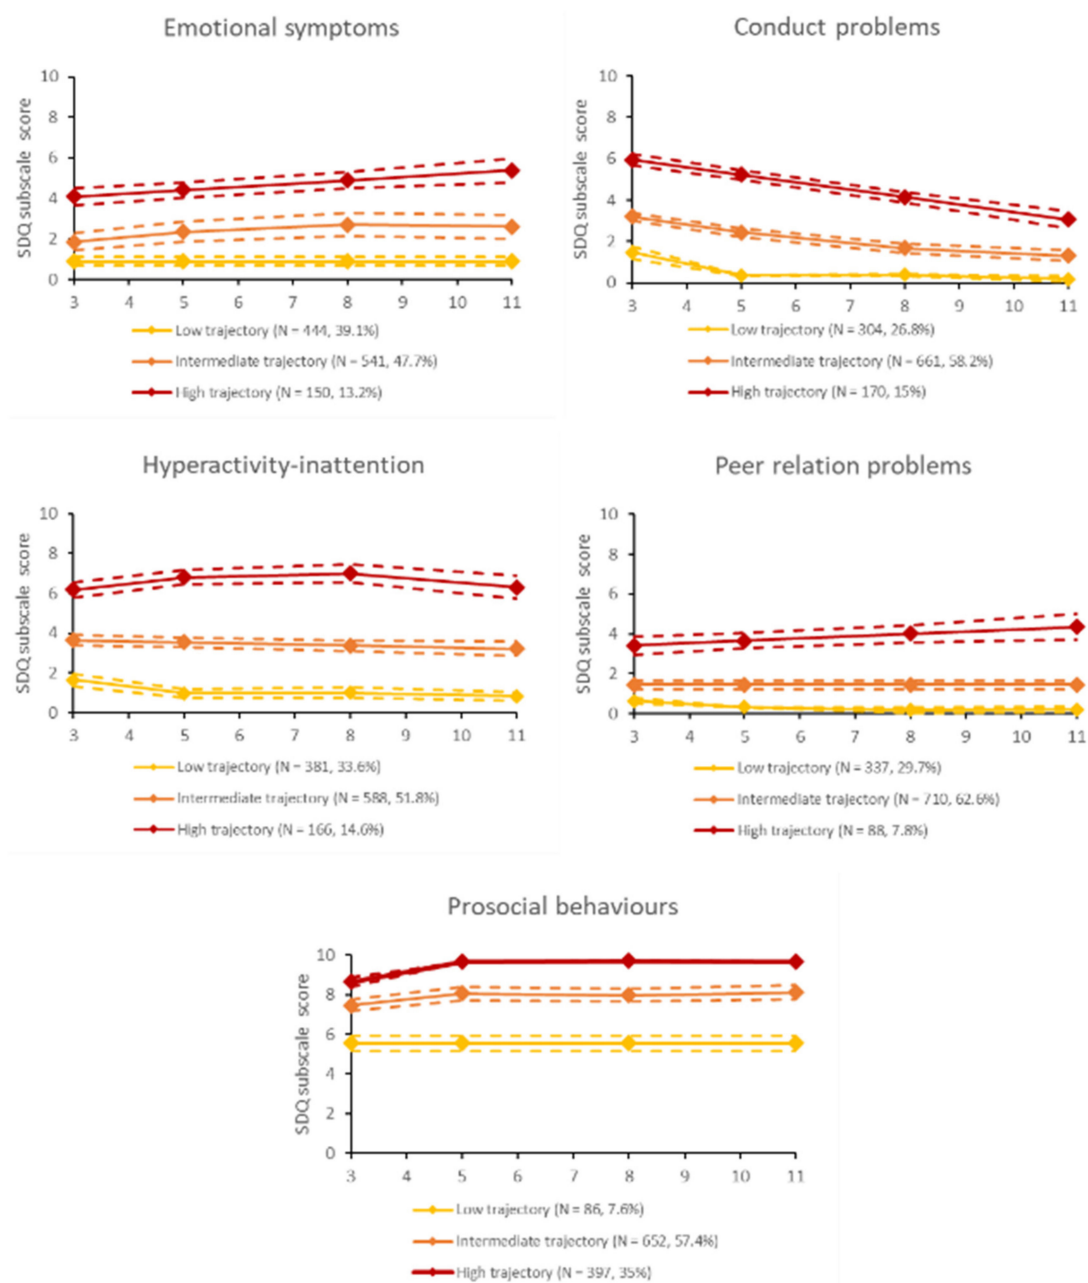 Emotional symptoms
SDQ subscale score
10
8
6
4
2
0
3 4 5 6 7 8 9 10 11
Low trajectory (N = 444, 39.1%)
Intermediate trajectory (N = 541, 47.7%)
High trajectory (N = 150, 13.2%)
Conduct problems
SDQ subscale score
10
8
6
4
2
0
3 4 5 6 7 8 9 10 11
Low trajectory (N = 304, 26.8%)
Intermediate trajectory (N = 661, 58.2%)
High trajectory (N = 170, 15%)
Hyperactivity-inattention
SDQ subscale score
10
8
6
4
2
0
3 4 5 6 7 8 9 10 11
Low trajectory (N = 381, 33.6%)
Intermediate trajectory (N = 588, 51.8%)
High trajectory (N = 166, 14.6%)
Peer relation problems
SDQ subscale score
10
8
6
4
2
0
3 4 5 6 7 8 9 10 11
Low trajectory (N = 337, 29.7%)
Intermediate trajectory (N = 710, 62.6%)
High trajectory (N = 88, 7.8%)
Prosocial behaviours
SDQ subscale score
10
8
6
4
2
0
3 4 5 6 7 8 9 10 11
Low trajectory (N = 86, 7.6%)
Intermediate trajectory (N = 652, 57.4%)
High trajectory (N = 397, 35%)